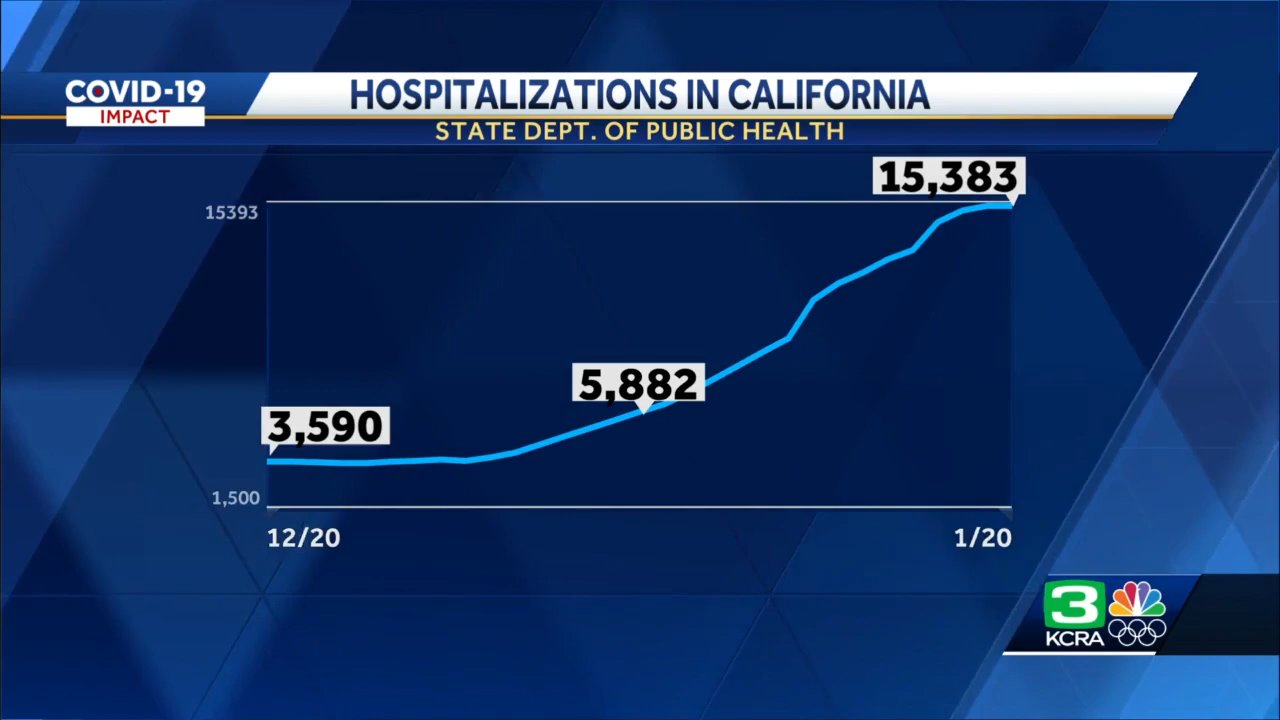 COVID-19
IMPACT
HOSPITALIZATIONS IN CALIFORNIA
STATE DEPT. OF PUBLIC HEALTH
15,383
15393
5,882
3,590
1,500
12/20
1/20
3
KCRA